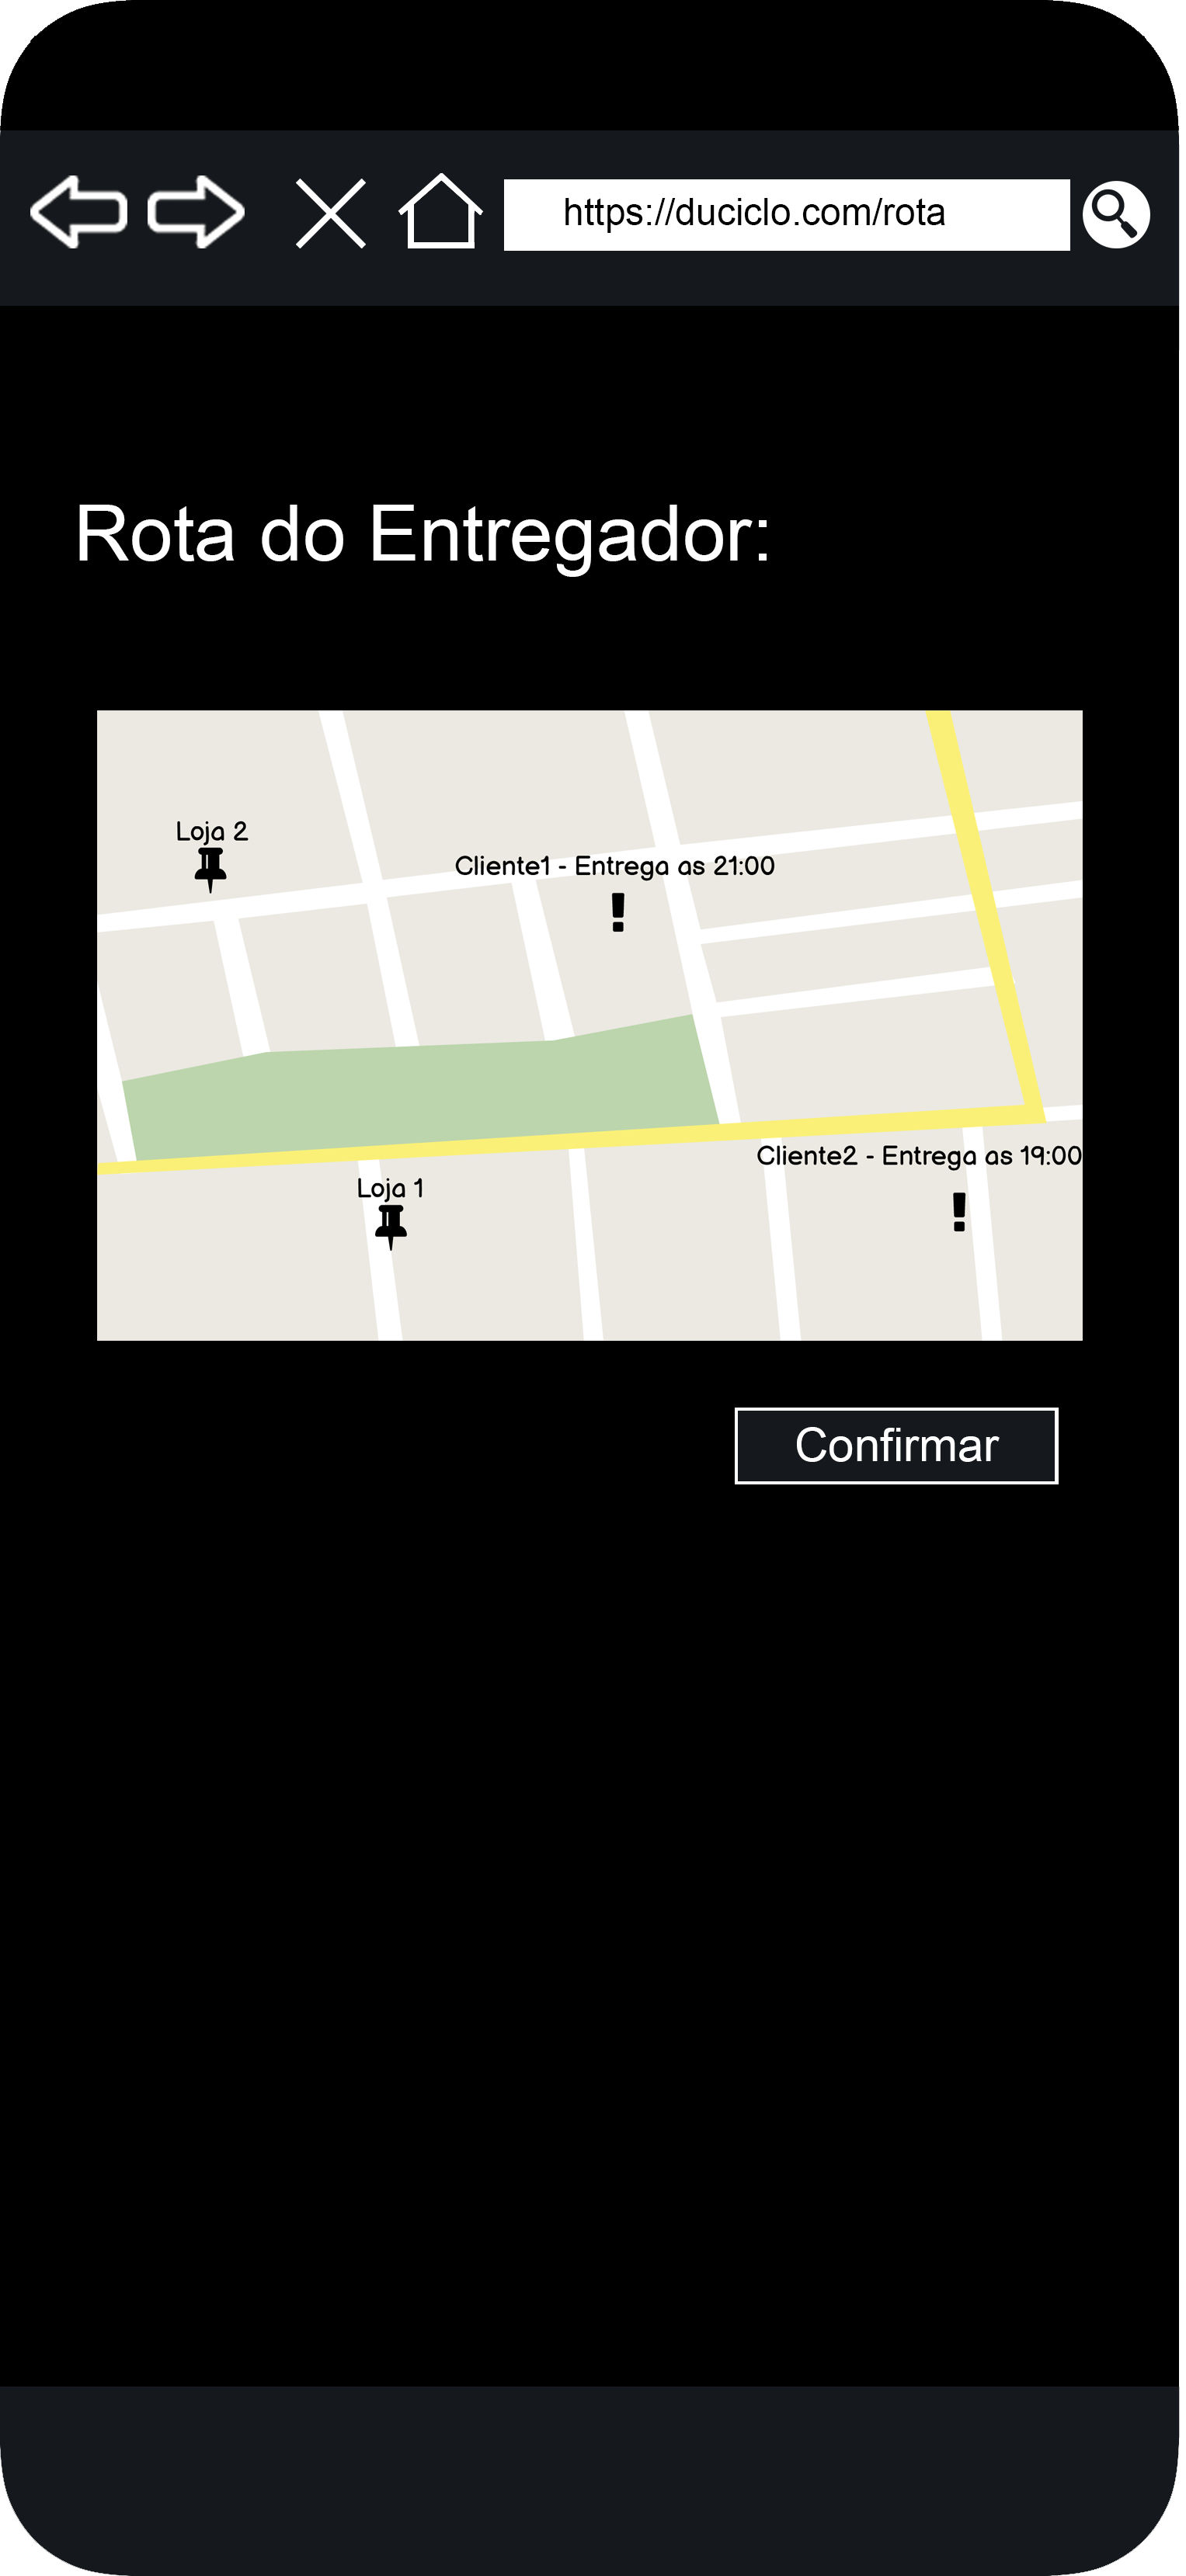 https://duciclo.com/rota
Rota do Entregador:
Loja 2
Cliente1 - Entrega as 21:00
Cliente2 - Entrega as 19:00
Loja 1
Confirmar